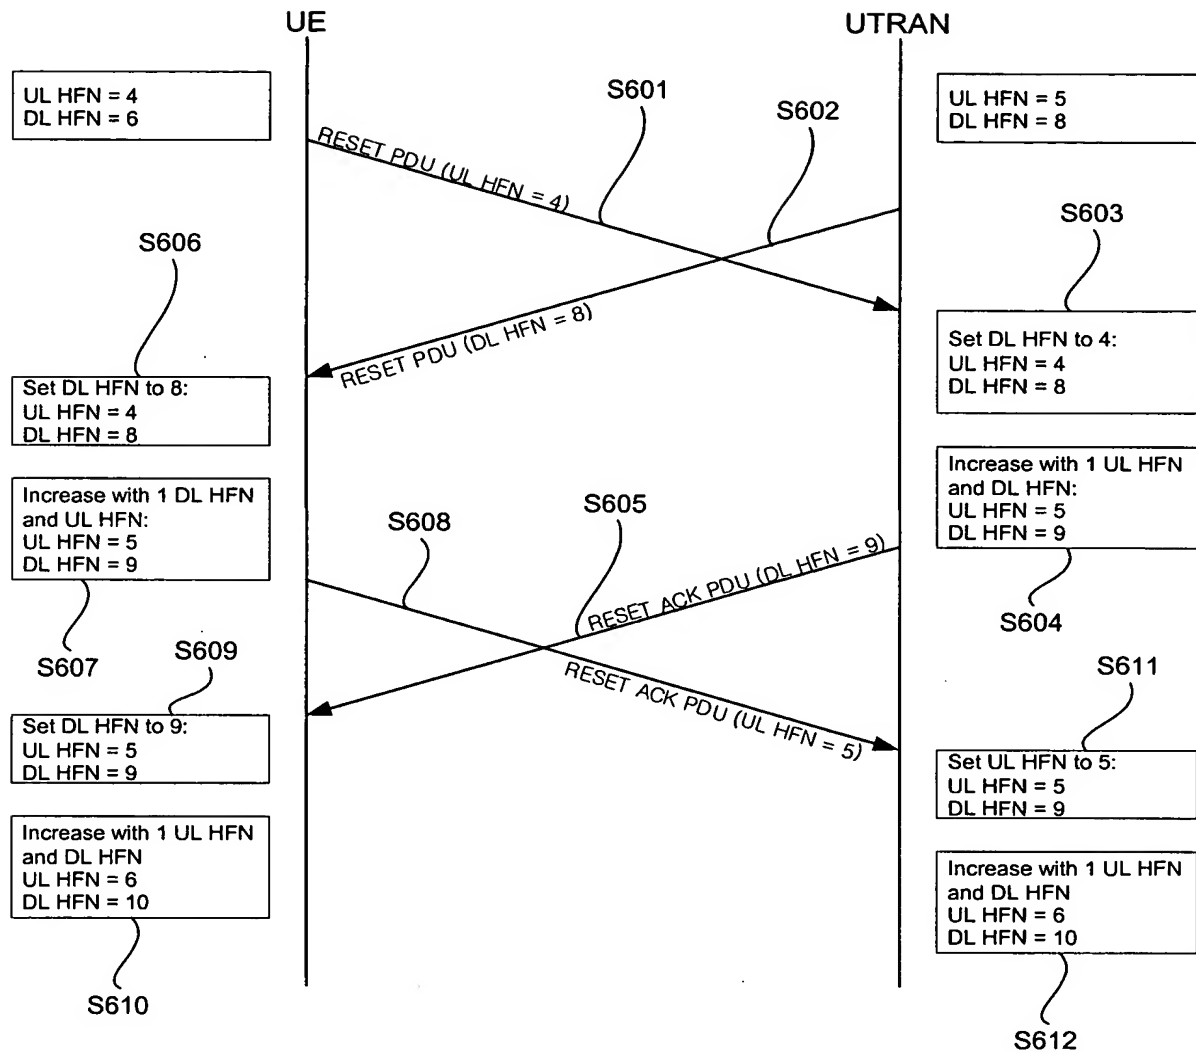 UE
UTRAN
UL HFN = 4
DL HFN = 6
UL HFN = 5
DL HFN = 8
S601
S602
RESET PDU (UL HFN = 4)
S603
S606
RESET PDU (DL HFN = 8)
Set DL HFN to 4:
UL HFN = 4
DL HFN = 8
Set DL HFN to 8:
UL HFN = 4
DL HFN = 8
Increase with 1 UL HFN
and DL HFN:
UL HFN = 5
DL HFN = 9
Increase with 1 DL HFN
and UL HFN:
UL HFN = 5
DL HFN = 9
S608
S605
RESET ACK PDU (DL HFN = 9)
S604
S607
S609
RESET ACK PDU (UL HFN = 5)
S611
Set DL HFN to 9:
UL HFN = 5
DL HFN = 9
Set UL HFN to 5:
UL HFN = 5
DL HFN = 9
Increase with 1 UL HFN
and DL HFN
UL HFN = 6
DL HFN = 10
Increase with 1 UL HFN
and DL HFN
UL HFN = 6
DL HFN = 10
S610
S612